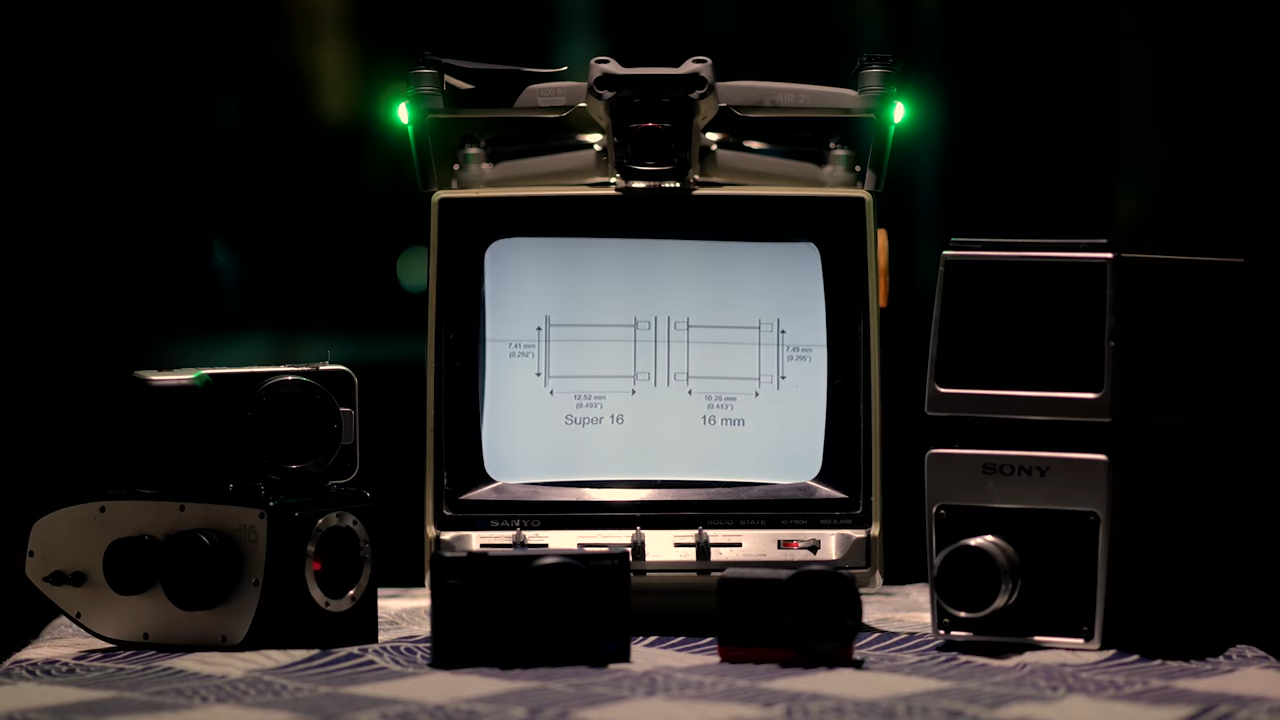 AIR 2
7.41 mm
(0.292")
7.49 mm
(0.295")
12.52 mm
(0.493")
10.26 mm
(0.413")
Super 16
16 mm
SONY
SANYO
SOLID STATE
d16